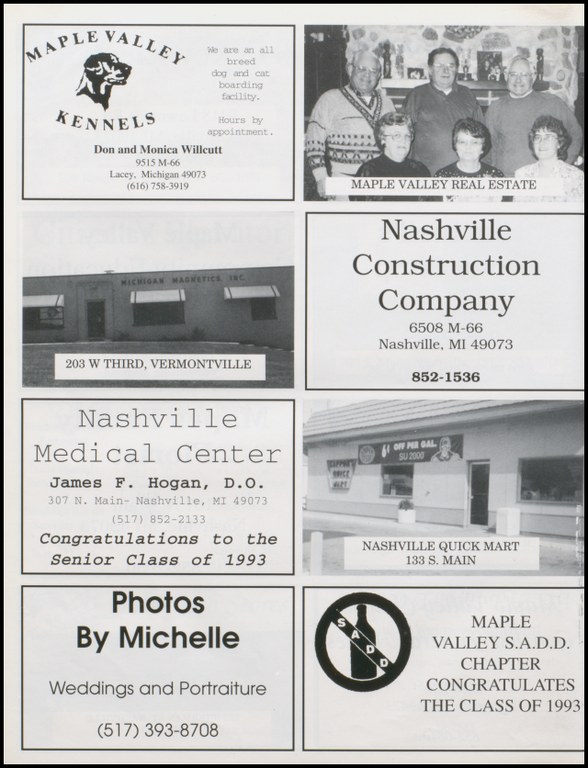 MAPLE VALLEY
KENNELS
We are an all
breed
dog and cat
boarding
facility.
Hours by
appointment.
Don and Monica Willcutt
9515 M-66
Lacey, Michigan 49073
(616) 758-3919
MAPLE VALLEY REAL ESTATE
MICHIGAN MAGNETICS INC.
203 W THIRD, VERMONTVILLE
Nashville
Construction
Company
6508 M-66
Nashville, MI 49073
852-1536
Nashville
Medical Center
James F. Hogan, D.O.
307 N. Main- Nashville, MI 49073
(517) 852-2133
Congratulations to the
Senior Class of 1993
6¢ OFF PER GAL.
SU 2000
NASHVILLE QUICK MART
133 S. MAIN
Photos
By Michelle
Weddings and Portraiture
(517) 393-8708
SADD
MAPLE
VALLEY S.A.D.D.
CHAPTER
CONGRATULATES
THE CLASS OF 1993